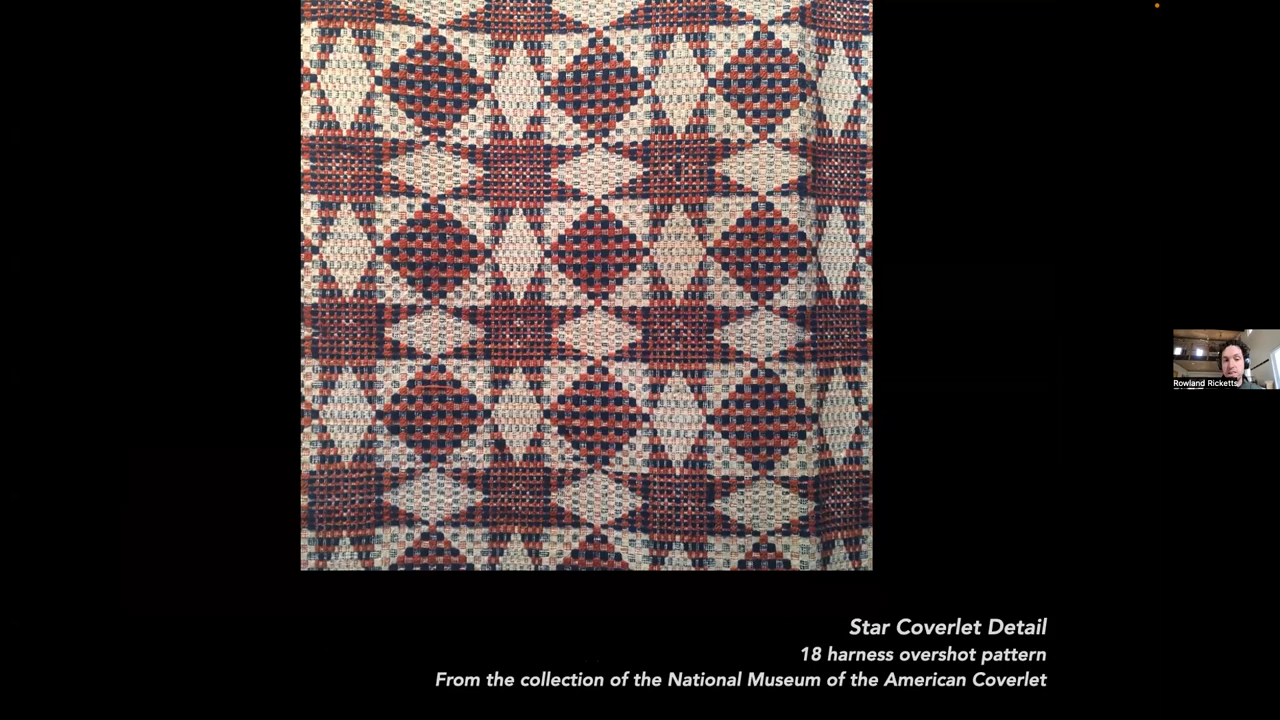 Rowland Ricketts
Star Coverlet Detail
18 harness overshot pattern
From the collection of the National Museum of the American Coverlet